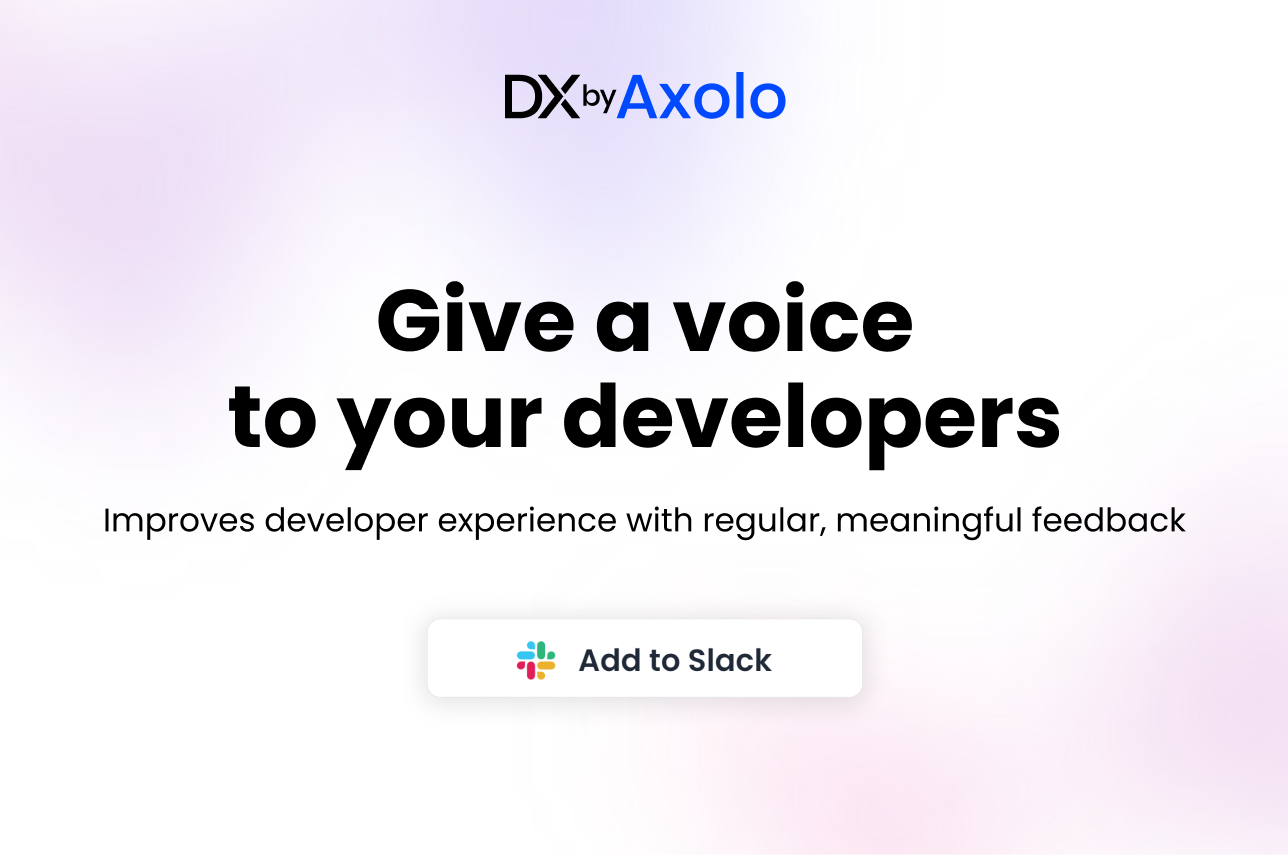 DX by Axolo
Give a voice
to your developers
Improves developer experience with regular, meaningful feedback
Add to Slack